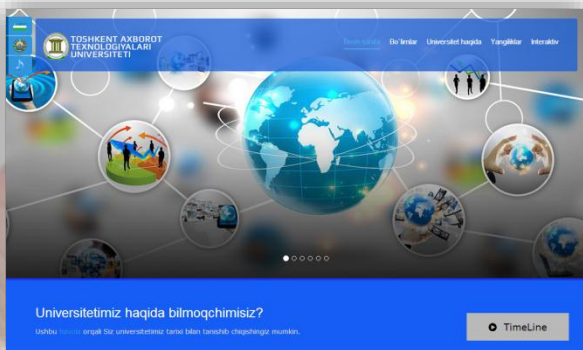 TOSHKENT AXBOROT
TEXNOLOGIYALARI
UNIVERSITETI
Bo`limlar Universitet haqida Yangiliklar Interaktiv
Universitetimiz haqida bilmoqchimisiz?
Ushbu havola orqali Siz universitetimiz tarixi bilan tanishib chiqishingiz mumkin.
TimeLine